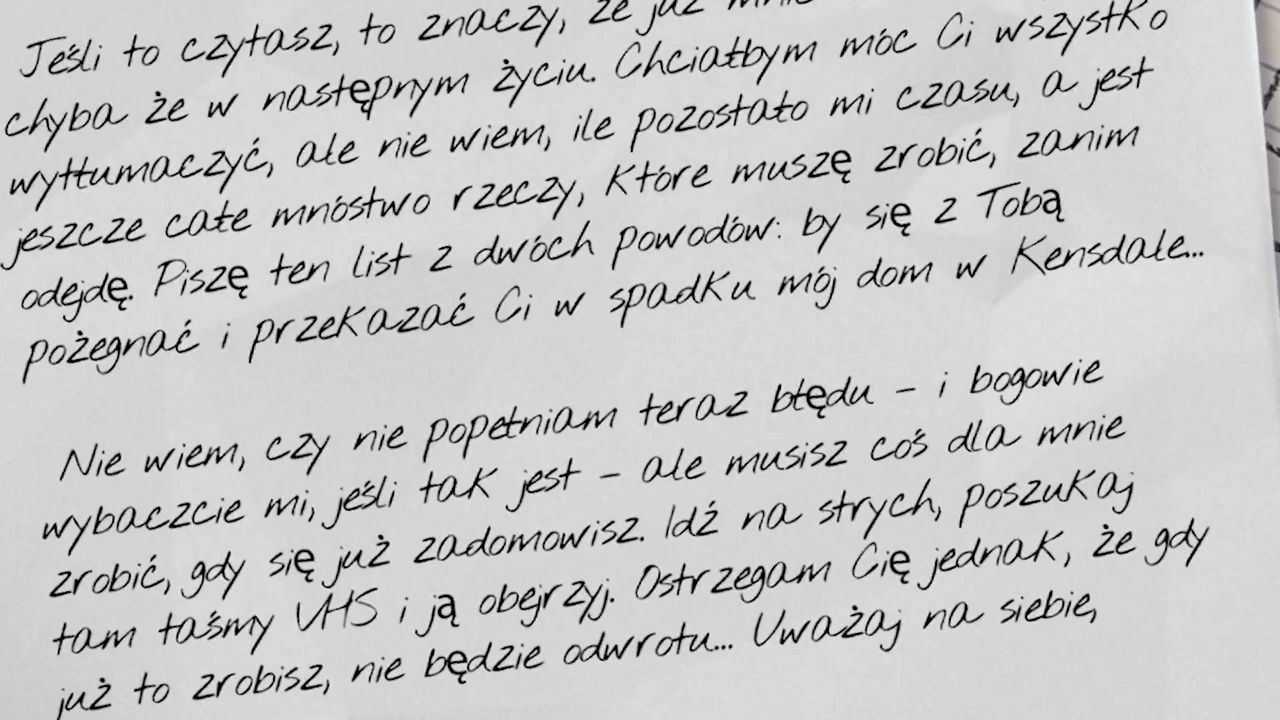 Jeśli to czytasz, to znaczy, że już mnie
chyba że w następnym życiu. Chciałbym móc Ci wszystko
wytłumaczyć, ale nie wiem, ile pozostało mi czasu, a jest
jeszcze całe mnóstwo rzeczy, które muszę zrobić, zanim
odejdę. Piszę ten list z dwóch powodów: by się z Tobą
pożegnać i przekazać Ci w spadku mój dom w Kensdale...
Nie wiem, czy nie popełniam teraz błędu – i bogowie
wybaczcie mi, jeśli tak jest – ale musisz coś dla mnie
zrobić, gdy się już zadomowisz. Idź na strych, poszukaj
tam taśmy VHS i ją obejrzyj. Ostrzegam Cię jednak, że gdy
już to zrobisz, nie będzie odwrotu... Uważaj na siebie,